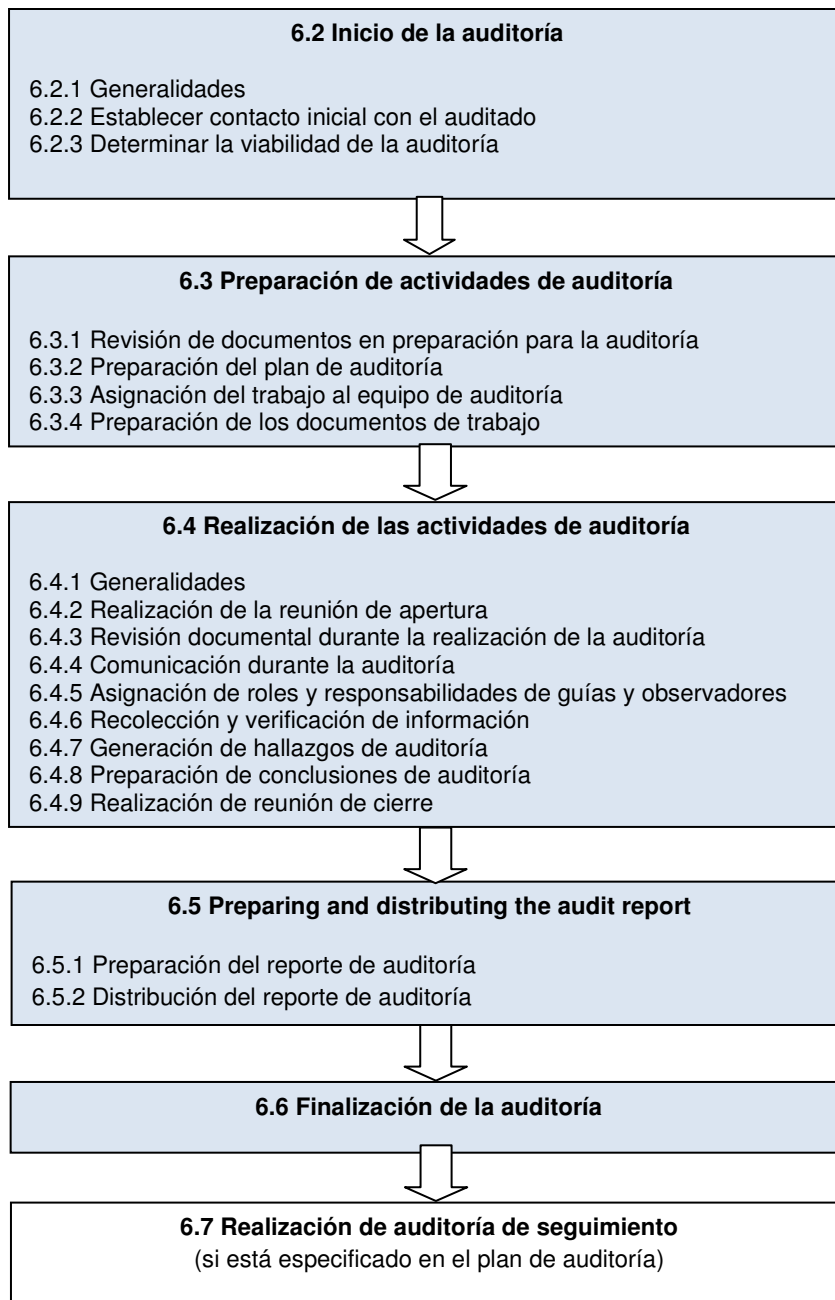 6.2 Inicio de la auditoría
6.2.1 Generalidades
6.2.2 Establecer contacto inicial con el auditado
6.2.3 Determinar la viabilidad de la auditoría
6.3 Preparación de actividades de auditoría
6.3.1 Revisión de documentos en preparación para la auditoría
6.3.2 Preparación del plan de auditoría
6.3.3 Asignación del trabajo al equipo de auditoría
6.3.4 Preparación de los documentos de trabajo
6.4 Realización de las actividades de auditoría
6.4.1 Generalidades
6.4.2 Realización de la reunión de apertura
6.4.3 Revisión documental durante la realización de la auditoría
6.4.4 Comunicación durante la auditoría
6.4.5 Asignación de roles y responsabilidades de guías y observadores
6.4.6 Recolección y verificación de información
6.4.7 Generación de hallazgos de auditoría
6.4.8 Preparación de conclusiones de auditoría
6.4.9 Realización de reunión de cierre
6.5 Preparing and distributing the audit report
6.5.1 Preparación del reporte de auditoría
6.5.2 Distribución del reporte de auditoría
6.6 Finalización de la auditoría
6.7 Realización de auditoría de seguimiento
(si está especificado en el plan de auditoría)